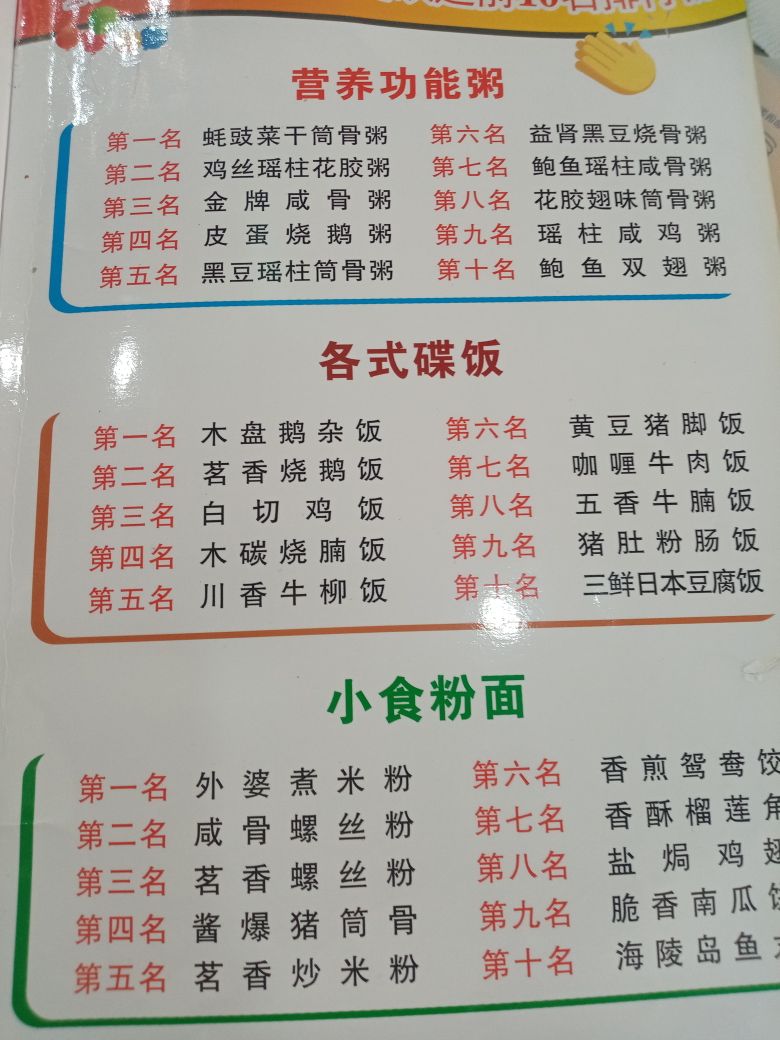 10名排行
营养功能粥
第一名 蚝豉菜干筒骨粥
第二名 鸡丝瑶柱花胶粥
第三名 金牌咸骨粥
第四名 皮蛋烧鹅粥
第五名 黑豆瑶柱筒骨粥
第六名 益肾黑豆烧骨粥
第七名 鲍鱼瑶柱咸骨粥
第八名 花胶翅味筒骨粥
第九名 瑶柱咸鸡粥
第十名 鲍鱼双翅粥
各式碟饭
第一名 木盘鹅杂饭
第二名 茗香烧鹅饭
第三名 白切鸡饭
第四名 木碳烧腩饭
第五名 川香牛柳饭
第六名 黄豆猪脚饭
第七名 咖喱牛肉饭
第八名 五香牛腩饭
第九名 猪肚粉肠饭
第十名 三鲜日本豆腐饭
小食粉面
第一名 外婆煮米粉
第二名 咸骨螺丝粉
第三名 茗香螺丝粉
第四名 酱爆猪筒骨
第五名 茗香炒米粉
第六名 香煎鸳鸯饺
第七名 香酥榴莲角
第八名 盐焗鸡翅
第九名 脆香南瓜饼
第十名 海陵岛鱼